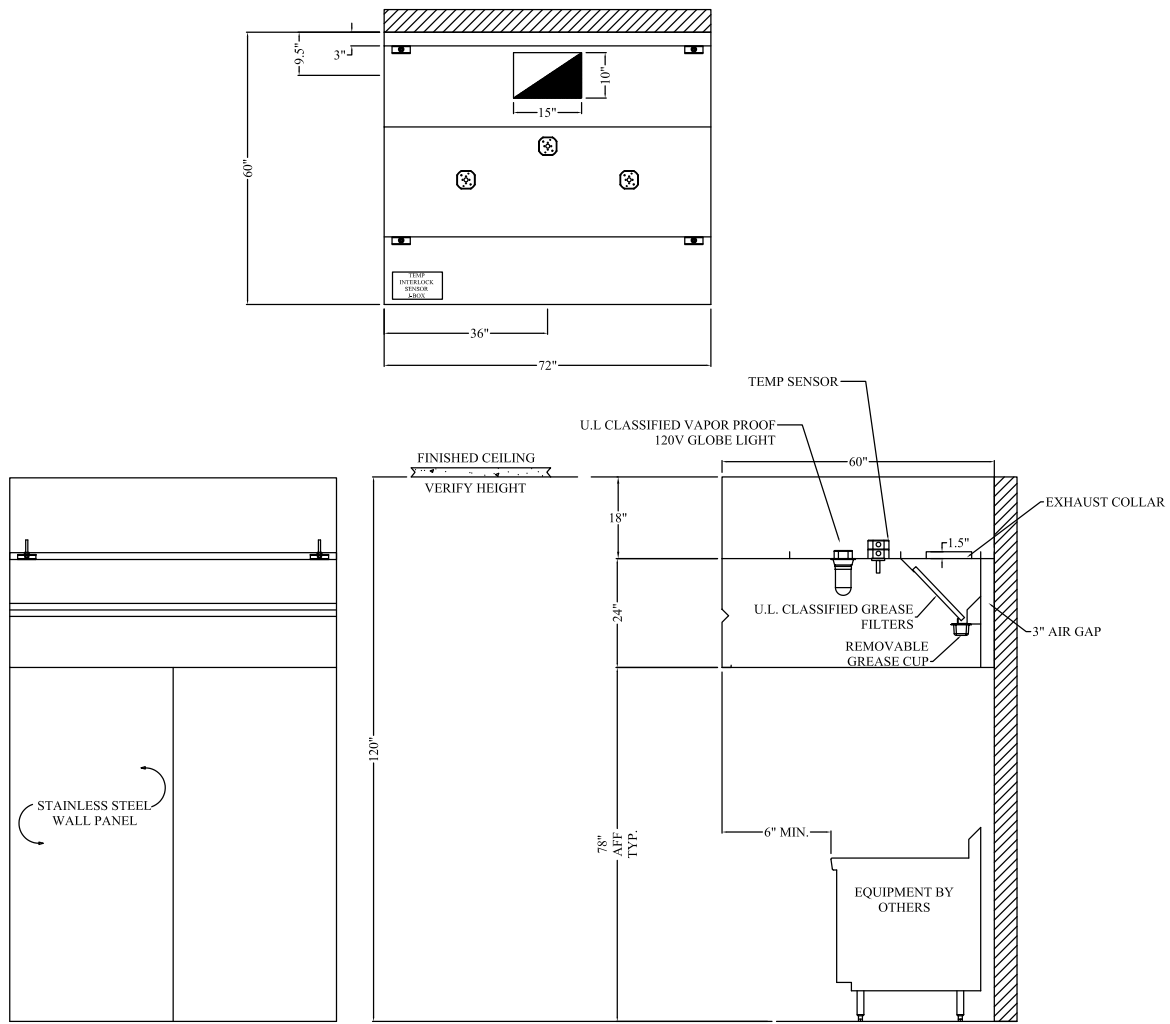 3"
9.5"
10"
15"
60"
TEMP
INTERLOCK
SENSOR
J-BOX
36"
72"
TEMP SENSOR
U.L CLASSIFIED VAPOR PROOF
120V GLOBE LIGHT
FINISHED CEILING
VERIFY HEIGHT
60"
EXHAUST COLLAR
18"
1.5"
24"
U.L. CLASSIFIED GREASE
FILTERS
3" AIR GAP
REMOVABLE
GREASE CUP
120"
STAINLESS STEEL
WALL PANEL
6" MIN.
78"
AFF
TYP.
EQUIPMENT BY
OTHERS